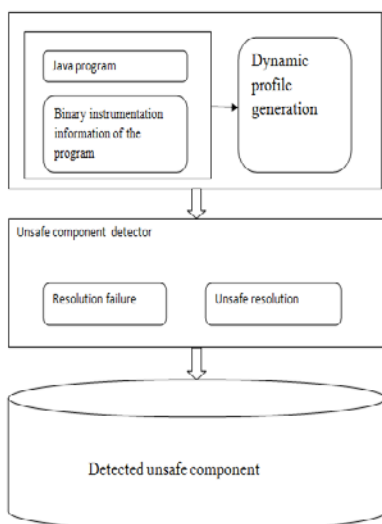 Java program
Binary instrumentation
information of the
program
Dynamic
profile
generation
Unsafe component detector
Resolution failure
Unsafe resolution
Detected unsafe component